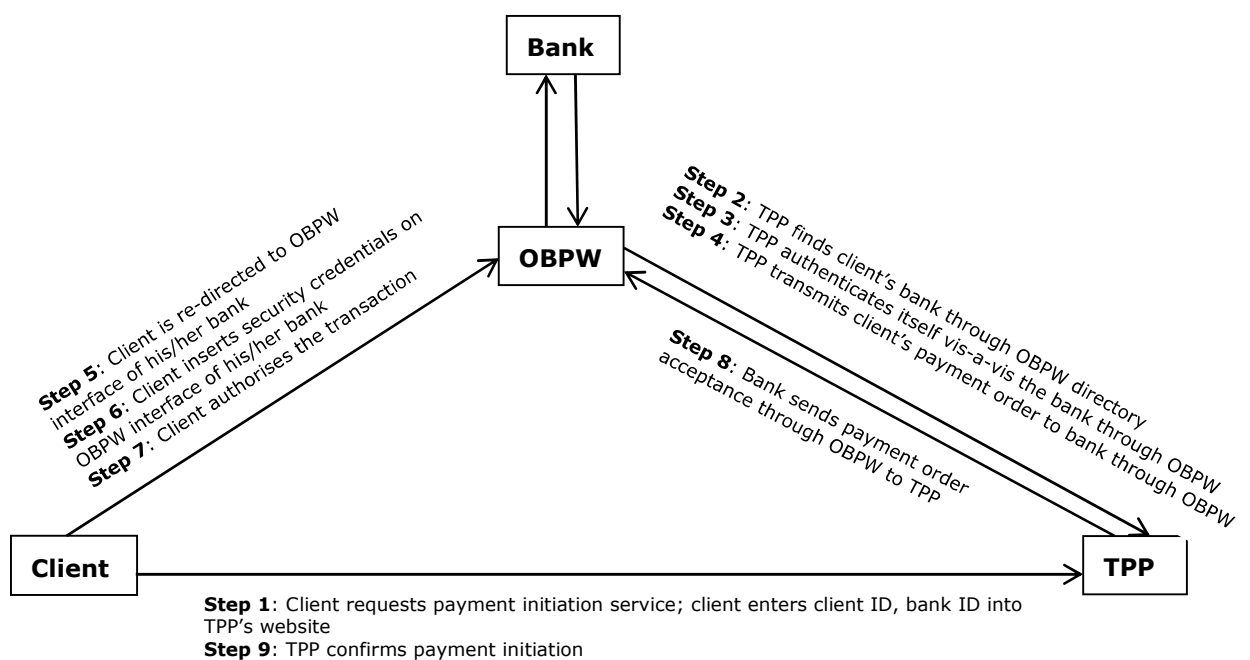 Bank
OBPW
Step 2: TPP finds client's bank through OBPW directory
Step 3: TPP authenticates itself vis-a-vis the bank through OBPW
Step 4: TPP transmits client's payment order to bank through OBPW
Step 5: Client is re-directed to OBPW
interface of his/her bank
Step 6: Client inserts security credentials on
OBPW interface of his/her bank
Step 7: Client authorises the transaction
Step 8: Bank sends payment order
acceptance through OBPW to TPP
Client
TPP
Step 1: Client requests payment initiation service; client enters client ID, bank ID into
TPP's website
Step 9: TPP confirms payment initiation